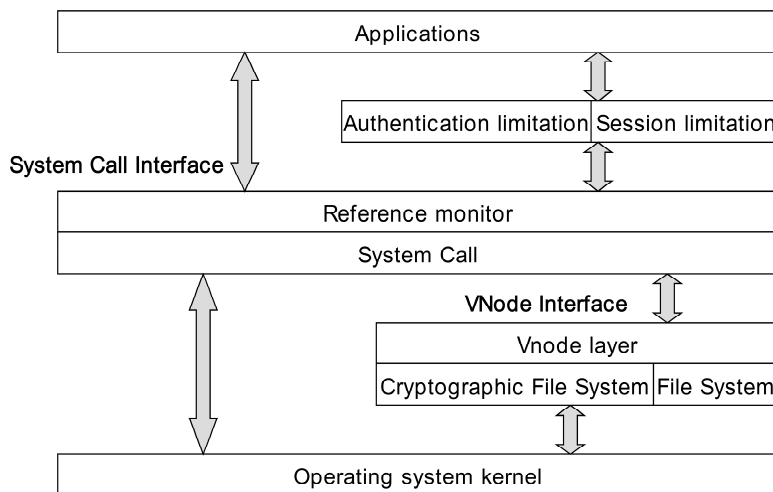 Applications
Authentication limitation
Session limitation
System Call Interface
Reference monitor
System Call
VNode Interface
Vnode layer
Cryptographic File System
File System
Operating system kernel